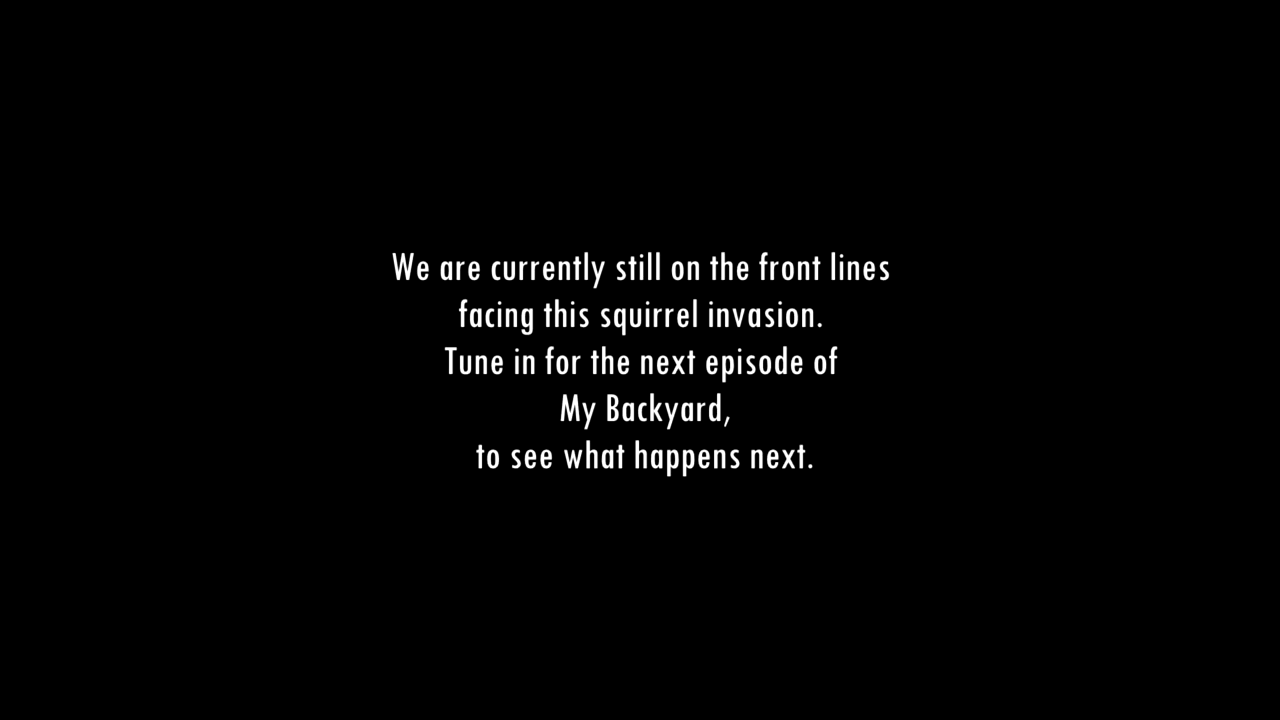 We are currently still on the front lines
facing this squirrel invasion.
Tune in for the next episode of
My Backyard,
to see what happens next.